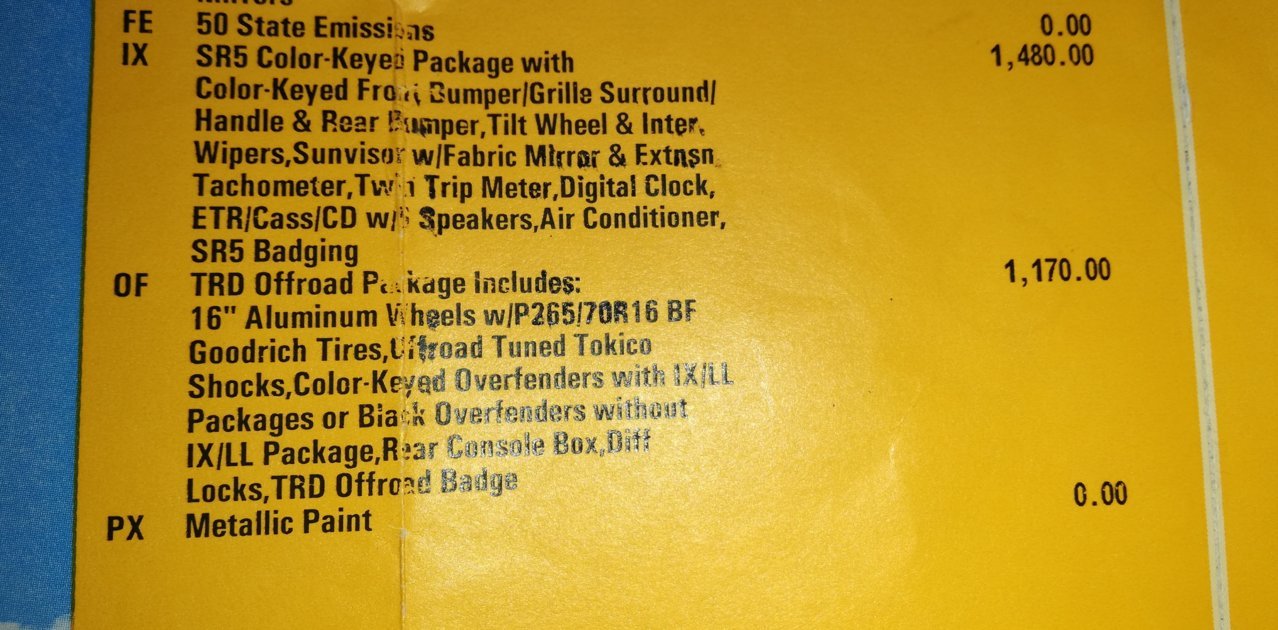 FE 50 State Emissions 0.00
IX SR5 Color-Keyed Package with 1,480.00
Color-Keyed Front Bumper/Grille Surround/
Handle & Rear Bumper,Tilt Wheel & Inter.
Wipers,Sunvisor w/Fabric Mirror & Extnsn
Tachometer,Twin Trip Meter,Digital Clock,
ETR/Cass/CD w/ Speakers,Air Conditioner,
SR5 Badging
OF TRD Offroad Package Includes: 1,170.00
16" Aluminum Wheels w/P265/70R16 BF
Goodrich Tires,Offroad Tuned Tokico
Shocks,Color-Keyed Overfenders with IX/LL
Packages or Black Overfenders without
IX/LL Package,Rear Console Box,Diff
Locks,TRD Offroad Badge
PX Metallic Paint 0.00